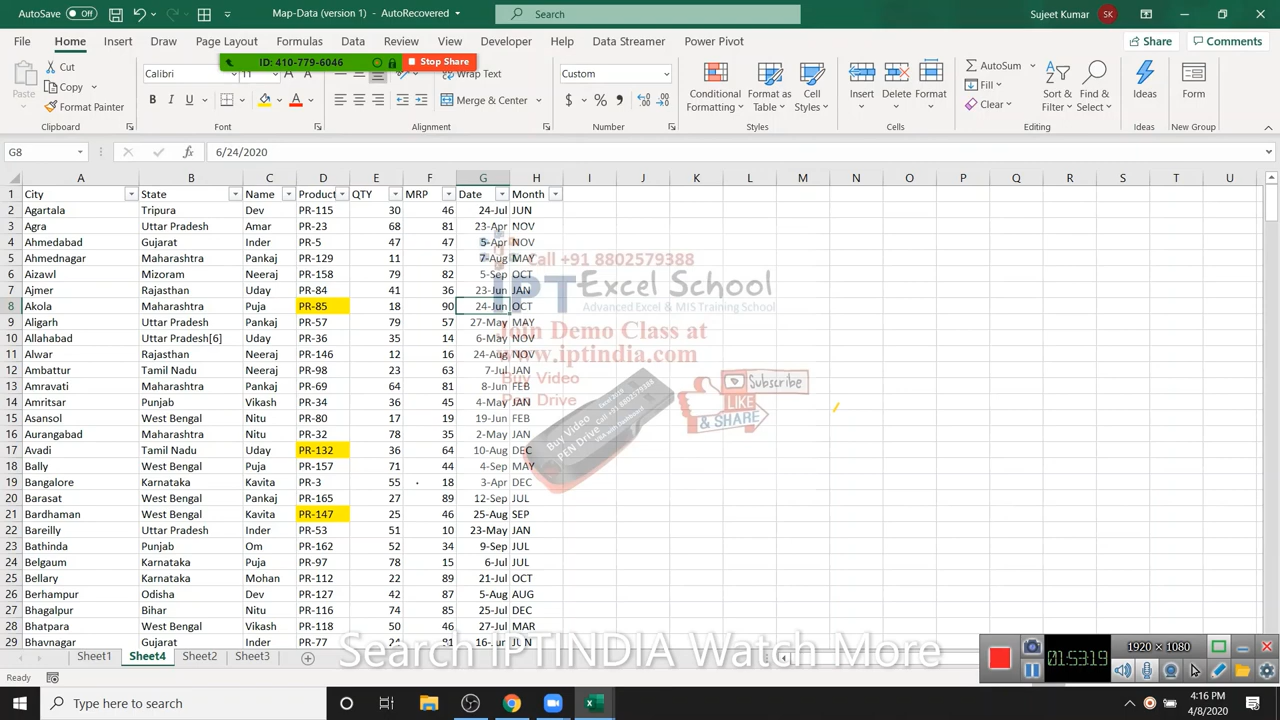 AutoSave Off Map-Data (version 1) - AutoRecovered Search Sujeet Kumar SK
File Home Insert Draw Page Layout Formulas Data Review View Developer Help Data Streamer Power Pivot Share Comments
ID: 410-779-6046 Stop Share
Cut
Copy
Format Painter
Paste
Calibri 11
B I U
Wrap Text
Merge & Center
Custom
$ %
Conditional Formatting
Format as Table
Cell Styles
Insert Delete Format
AutoSum
Fill
Clear
Sort & Filter
Find & Select
Ideas
Form
Clipboard Font Alignment Number Styles Cells Editing Ideas New Group
G8 fx 6/24/2020
A B C D E F G H I J K L M N O P Q R S T U
1 City State Name Product QTY MRP Date Month
2 Agartala Tripura Dev PR-115 30 46 24-Jul JUN
3 Agra Uttar Pradesh Amar PR-23 68 81 23-Apr NOV
4 Ahmedabad Gujarat Inder PR-5 47 47 5-Apr NOV
5 Ahmednagar Maharashtra Pankaj PR-129 11 73 7-Aug MAY
6 Aizawl Mizoram Neeraj PR-158 79 82 5-Sep OCT
7 Ajmer Rajasthan Uday PR-84 41 36 23-Jun JAN
8 Akola Maharashtra Puja PR-85 18 90 24-Jun OCT
9 Aligarh Uttar Pradesh Pankaj PR-57 79 57 27-May MAY
10 Allahabad Uttar Pradesh[6] Uday PR-36 35 14 6-May NOV
11 Alwar Rajasthan Neeraj PR-146 12 16 24-Aug NOV
12 Ambattur Tamil Nadu Neeraj PR-98 23 63 7-Jul JAN
13 Amravati Maharashtra Pankaj PR-69 64 81 8-Jun FEB
14 Amritsar Punjab Vikash PR-34 36 45 4-May JAN
15 Asansol West Bengal Nitu PR-80 17 19 19-Jun FEB
16 Aurangabad Maharashtra Nitu PR-32 78 35 2-May JAN
17 Avadi Tamil Nadu Uday PR-132 36 64 10-Aug DEC
18 Bally West Bengal Puja PR-157 71 44 4-Sep MAY
19 Bangalore Karnataka Kavita PR-3 55 18 3-Apr DEC
20 Barasat West Bengal Pankaj PR-165 27 89 12-Sep JUL
21 Bardhaman West Bengal Kavita PR-147 25 46 25-Aug SEP
22 Bareilly Uttar Pradesh Inder PR-53 51 10 23-May JAN
23 Bathinda Punjab Om PR-162 52 34 9-Sep JUL
24 Belgaum Karnataka Kavita PR-97 78 15 6-Jul JUL
25 Bellary Karnataka Mohan PR-112 22 89 21-Jul OCT
26 Berhampur Odisha Dev PR-127 42 87 5-Aug AUG
27 Bhagalpur Bihar Nitu PR-116 74 85 25-Jul DEC
28 Bhatpara West Bengal Vikash PR-118 50 46 MAR
29 Bhavnagar Gujarat Inder PR-77 24 81 16-Jun JUN
Call +91 8802579388
IPT Excel School
Advanced Excel & MIS Training School
Join Demo Class at
www.iptindia.com
Buy Video
Pen Drive
Buy Video
PEN Drive
Subscribe
LIKE
& SHARE
Search IPTINDIA Watch More
Sheet1 Sheet4 Sheet2 Sheet3
Ready
1920 × 1080
01:53:19
Type here to search
4:16 PM
4/8/2020